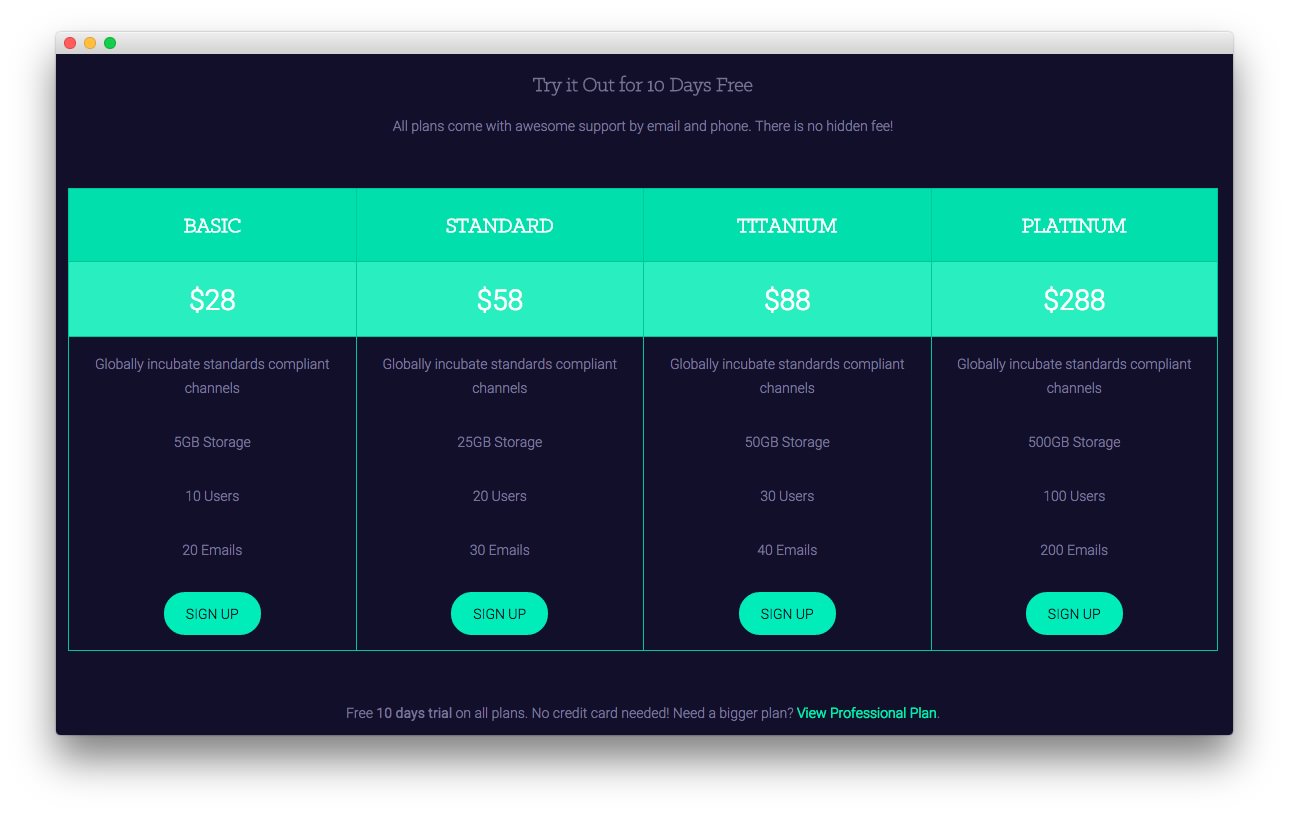 Try it Out for 10 Days Free
All plans come with awesome support by email and phone. There is no hidden fee!
BASIC
STANDARD
TITANIUM
PLATINUM
$28
$58
$88
$288
Globally incubate standards compliant
channels
Globally incubate standards compliant
channels
Globally incubate standards compliant
channels
Globally incubate standards compliant
channels
5GB Storage
25GB Storage
50GB Storage
500GB Storage
10 Users
20 Users
30 Users
100 Users
20 Emails
30 Emails
40 Emails
200 Emails
SIGN UP
SIGN UP
SIGN UP
SIGN UP
Free 10 days trial on all plans. No credit card needed! Need a bigger plan? View Professional Plan.